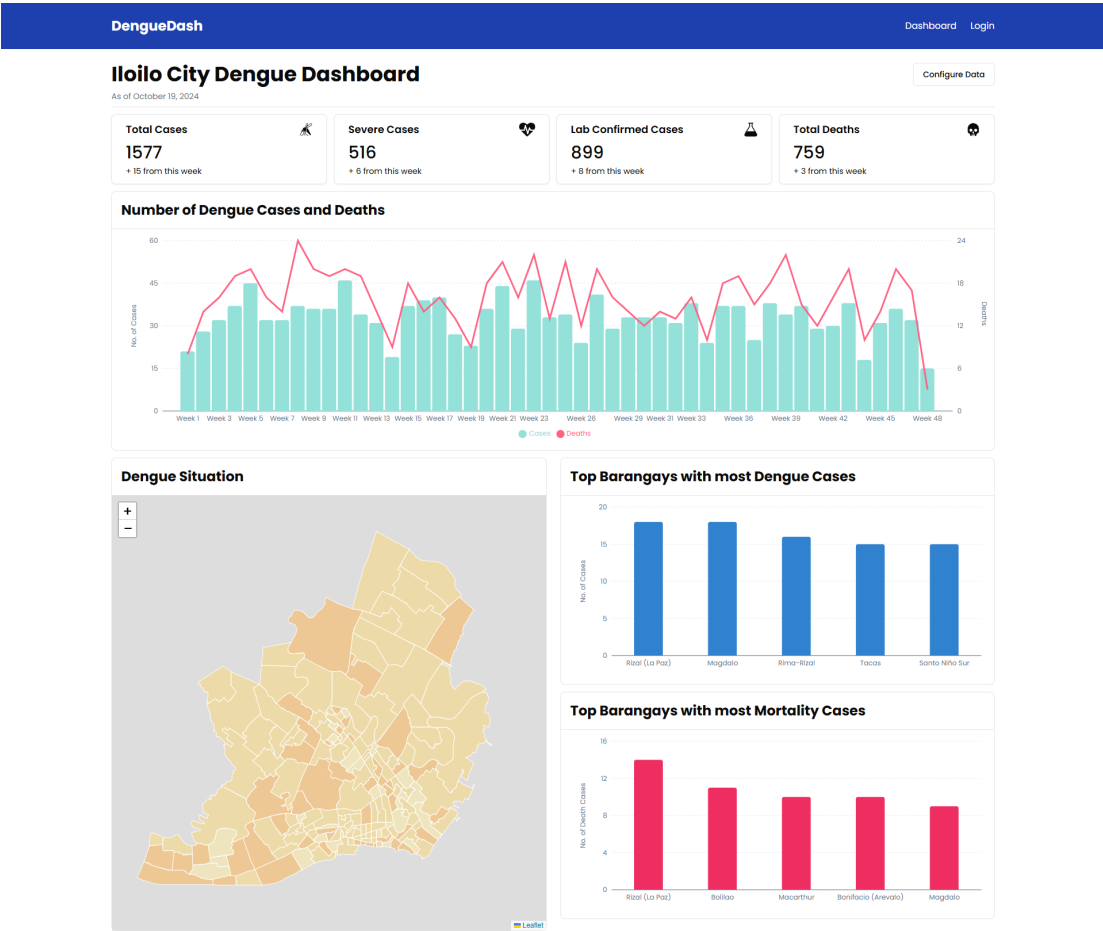 DengueDash
Dashboard Login
Iloilo City Dengue Dashboard
Configure Data
As of October 19, 2024
Total Cases
1577
+ 15 from this week
Severe Cases
516
+ 6 from this week
Lab Confirmed Cases
899
+ 8 from this week
Total Deaths
759
+ 3 from this week
Number of Dengue Cases and Deaths
60
45
30
15
0
No. of Cases
24
18
12
6
0
Deaths
Week 1 Week 3 Week 5 Week 7 Week 9 Week 11 Week 13 Week 15 Week 17 Week 19 Week 21 Week 23 Week 26 Week 29 Week 31 Week 33 Week 36 Week 39 Week 42 Week 45 Week 48
Cases Deaths
Dengue Situation
+
−
Leaflet
Top Barangays with most Dengue Cases
20
15
10
5
0
No. of Cases
Rizal (La Paz) Magdalo Rima-Rizal Tacas Santo Niño Sur
Top Barangays with most Mortality Cases
16
12
8
4
0
No. of Death Cases
Rizal (La Paz) Bolilao Macarthur Bonifacio (Arevalo) Magdalo